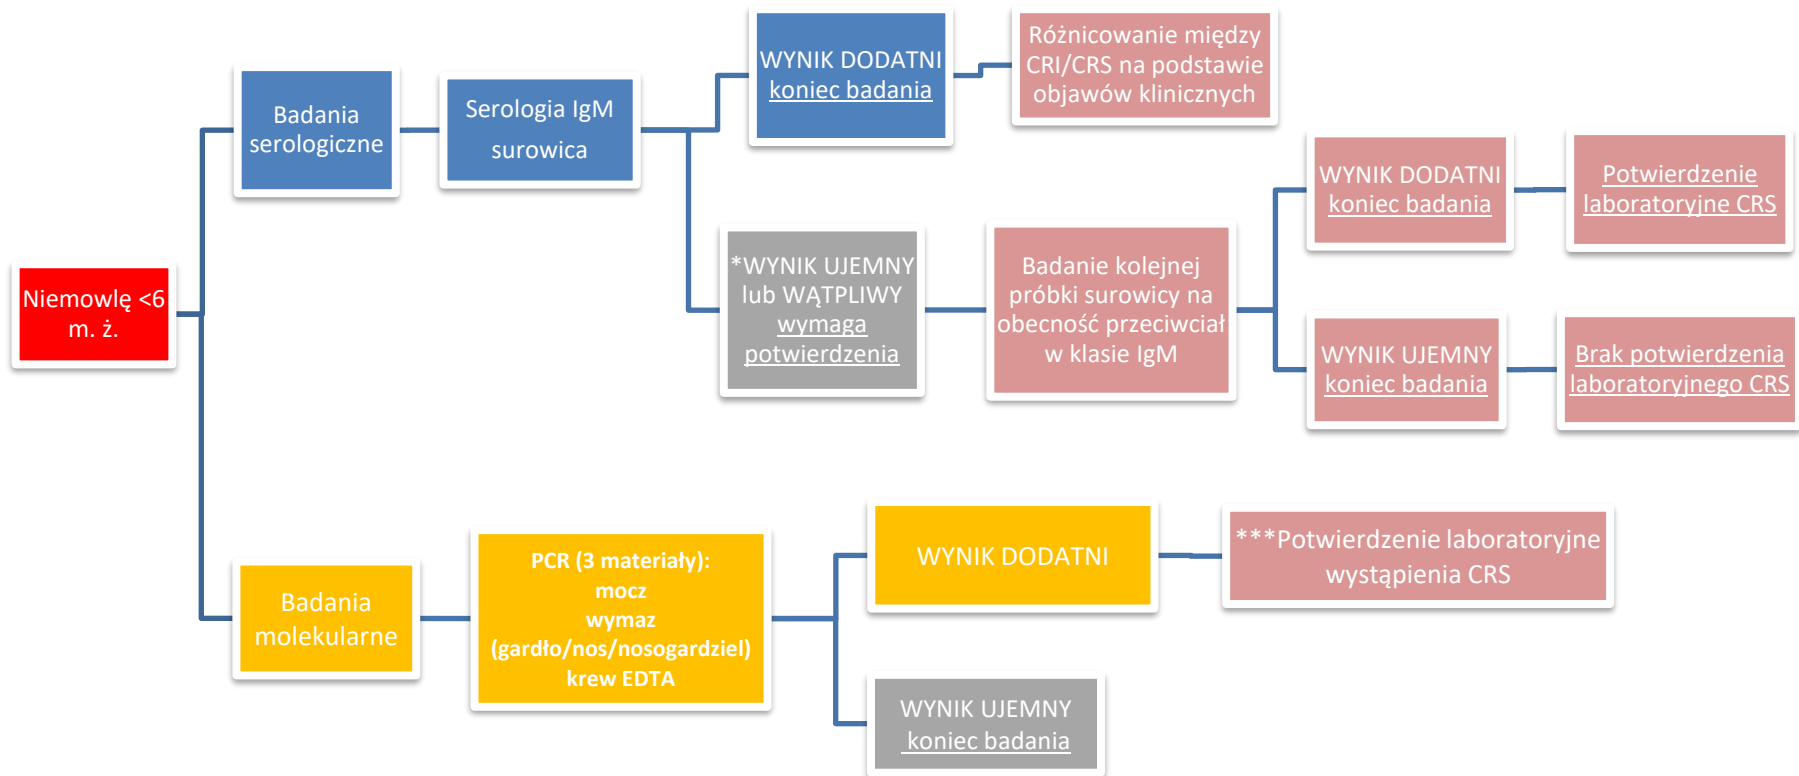 Niemowlę <6
m. ż.
Badania
serologiczne
Serologia IgM
surowica
WYNIK DODATNI
koniec badania
Różnicowanie między
CRI/CRS na podstawie
objawów klinicznych
*WYNIK UJEMNY
lub WĄTPLIWY
wymaga
potwierdzenia
Badanie kolejnej
próbki surowicy na
obecność przeciwciał
w klasie IgM
WYNIK DODATNI
koniec badania
Potwierdzenie
laboratoryjne CRS
WYNIK UJEMNY
koniec badania
Brak potwierdzenia
laboratoryjnego CRS
Badania
molekularne
PCR (3 materiały):
mocz
wymaz
(gardło/nos/nosogardziel)
krew EDTA
WYNIK DODATNI
***Potwierdzenie laboratoryjne
wystąpienia CRS
WYNIK UJEMNY
koniec badania